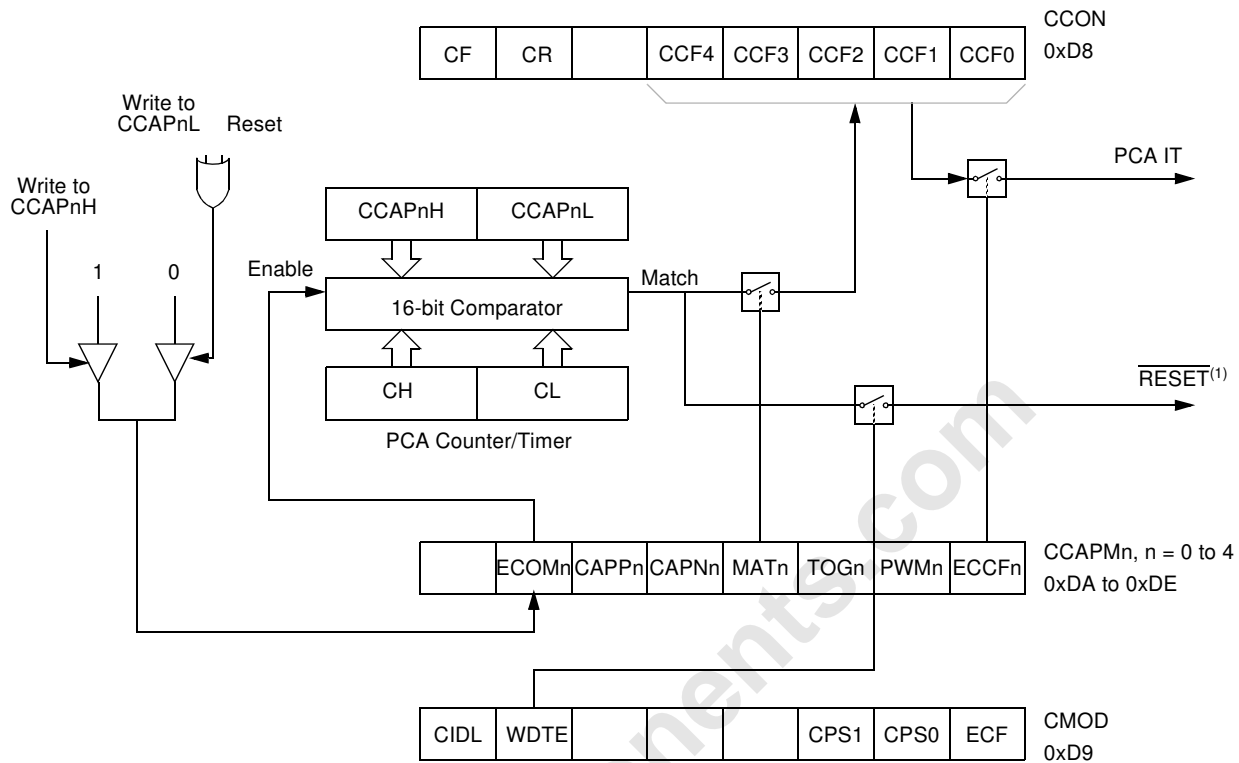 CF CR CCF4 CCF3 CCF2 CCF1 CCF0
CCON
0xD8
Write to
CCAPnL
Reset
Write to
CCAPnH
1
0
CCAPnH CCAPnL
Enable
16-bit Comparator
Match
CH CL
PCA Counter/Timer
PCA IT
RESET(1)
ECOMn CAPPn CAPNn MATn TOGn PWMn ECCFn
CCAPMn, n = 0 to 4
0xDA to 0xDE
CIDL WDTE CPS1 CPS0 ECF
CMOD
0xD9
nents.com